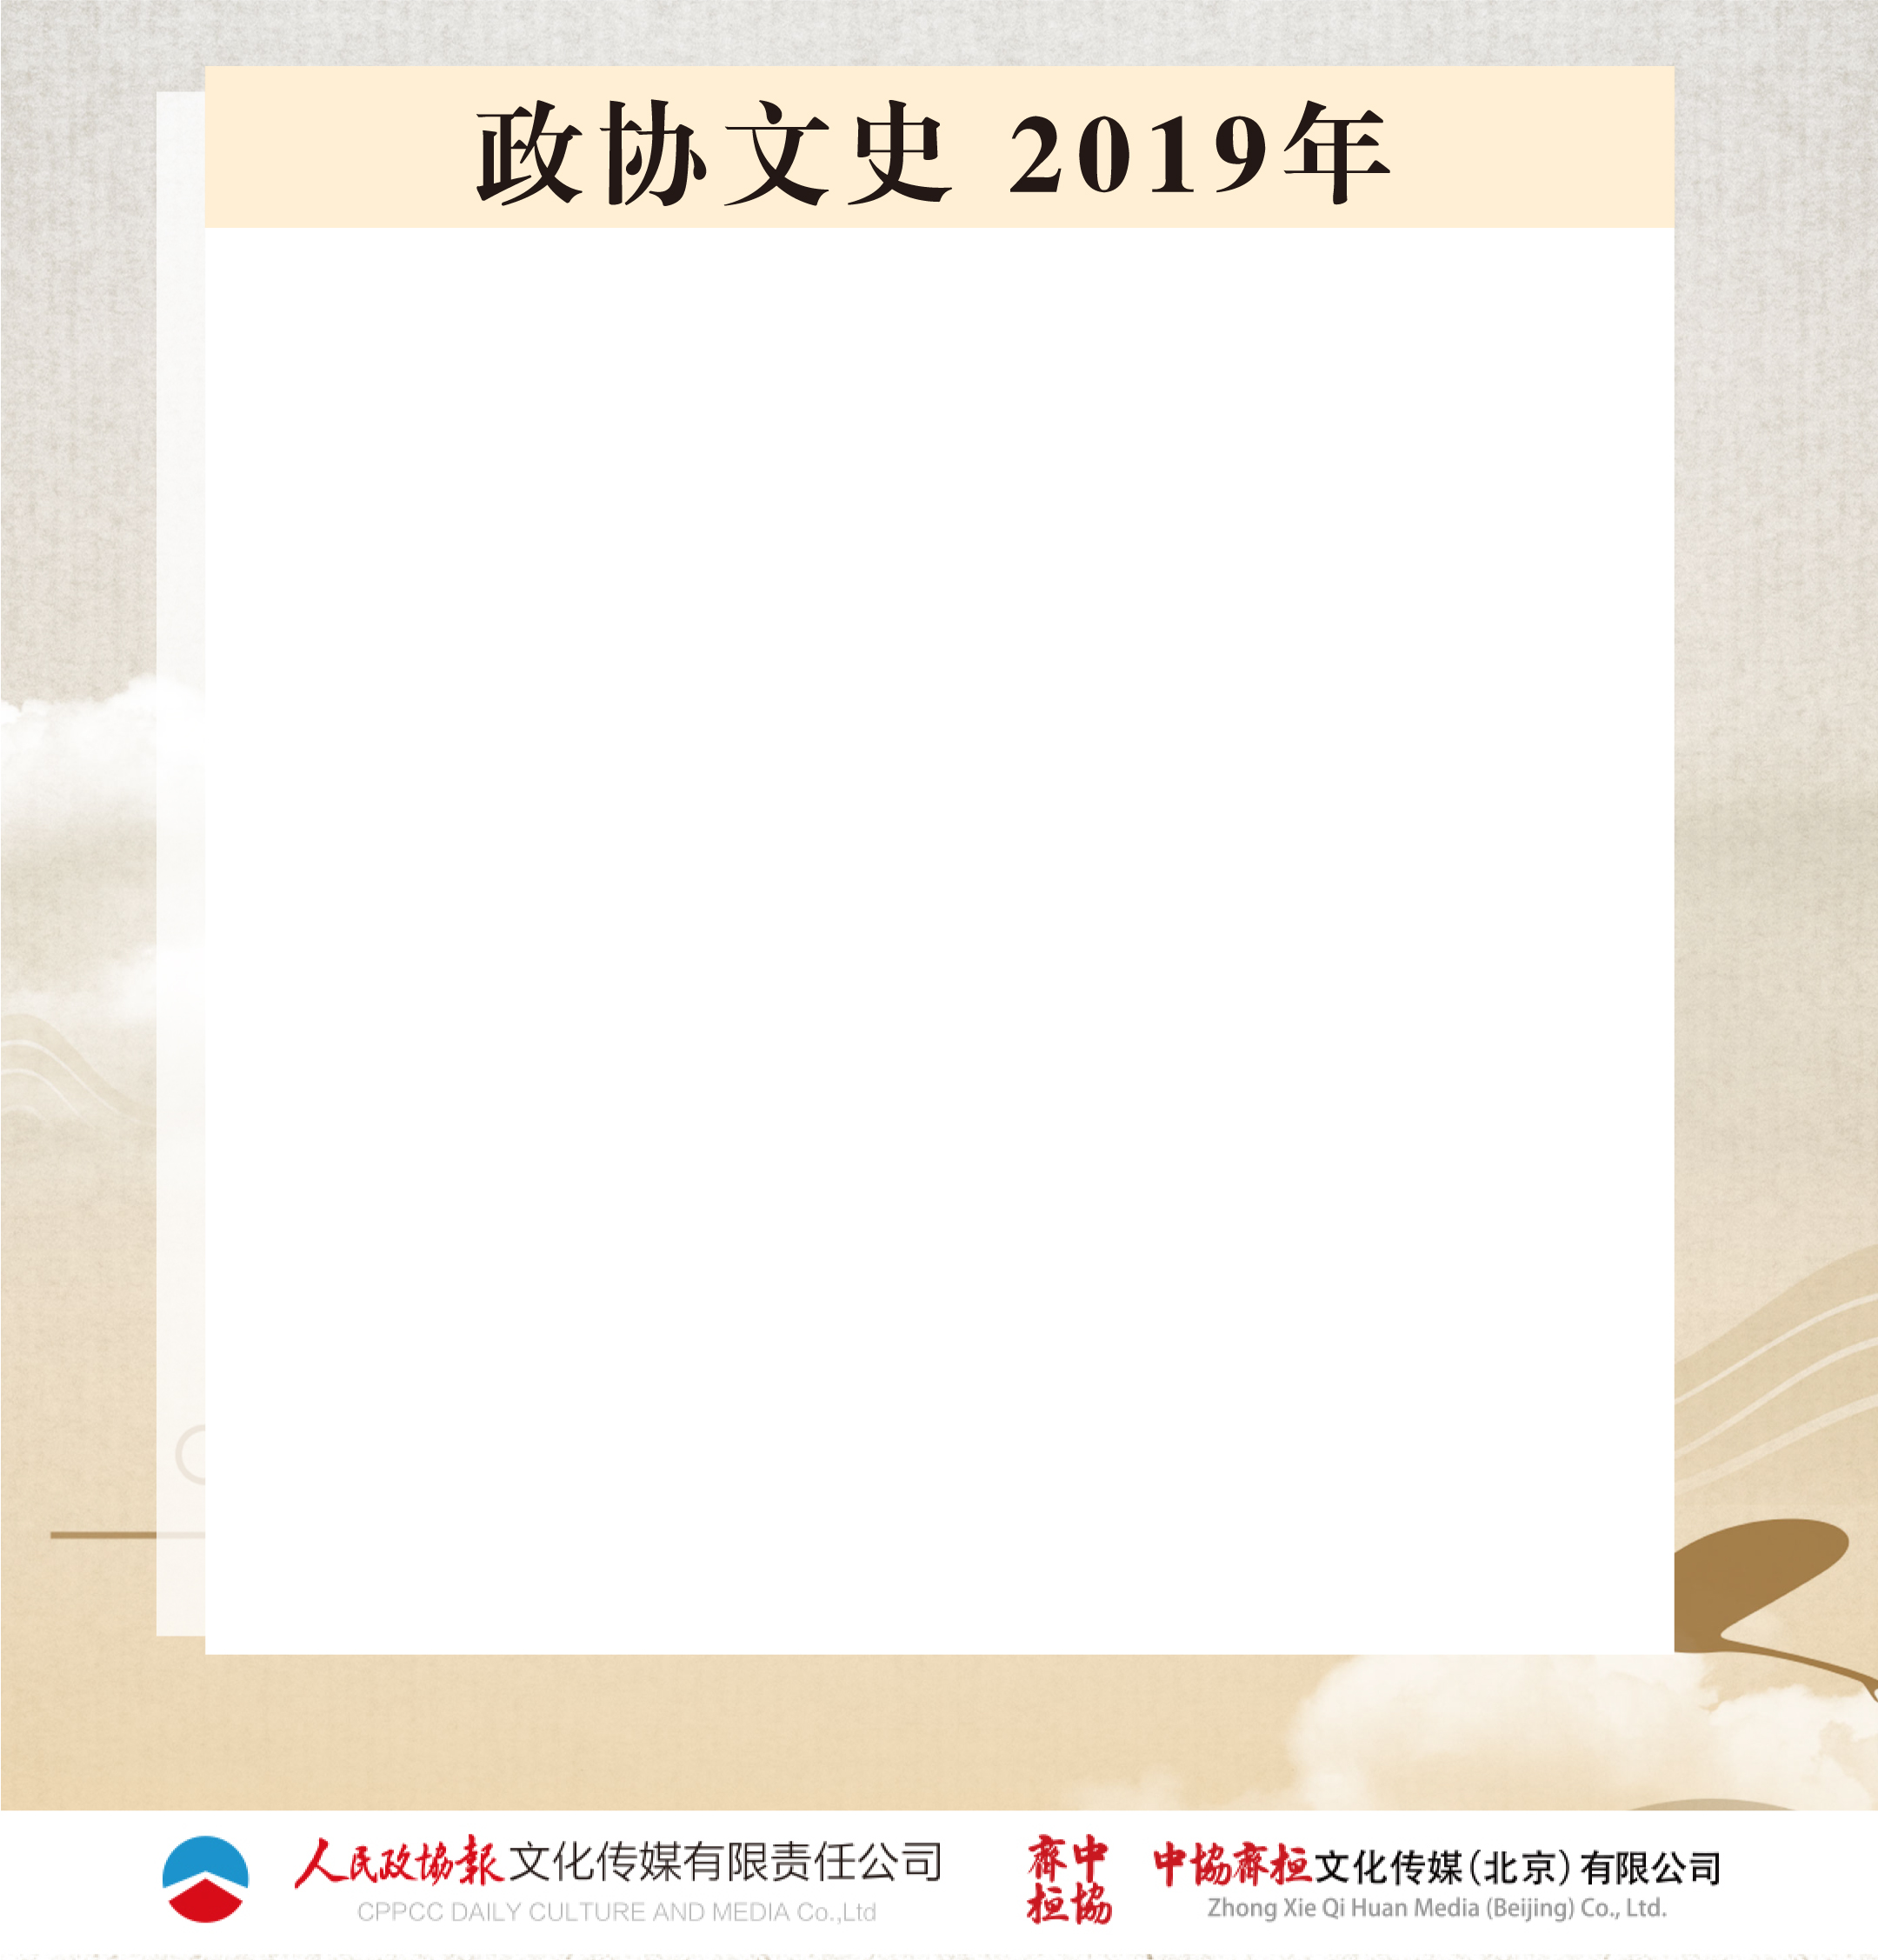 政协文史 2019年
人民政協報文化传媒有限责任公司
CPPCC DAILY CULTURE AND MEDIA Co.,Ltd
齊中
桓協
中協齊桓文化传媒(北京)有限公司
Zhong Xie Qi Huan Media (Beijing) Co., Ltd.